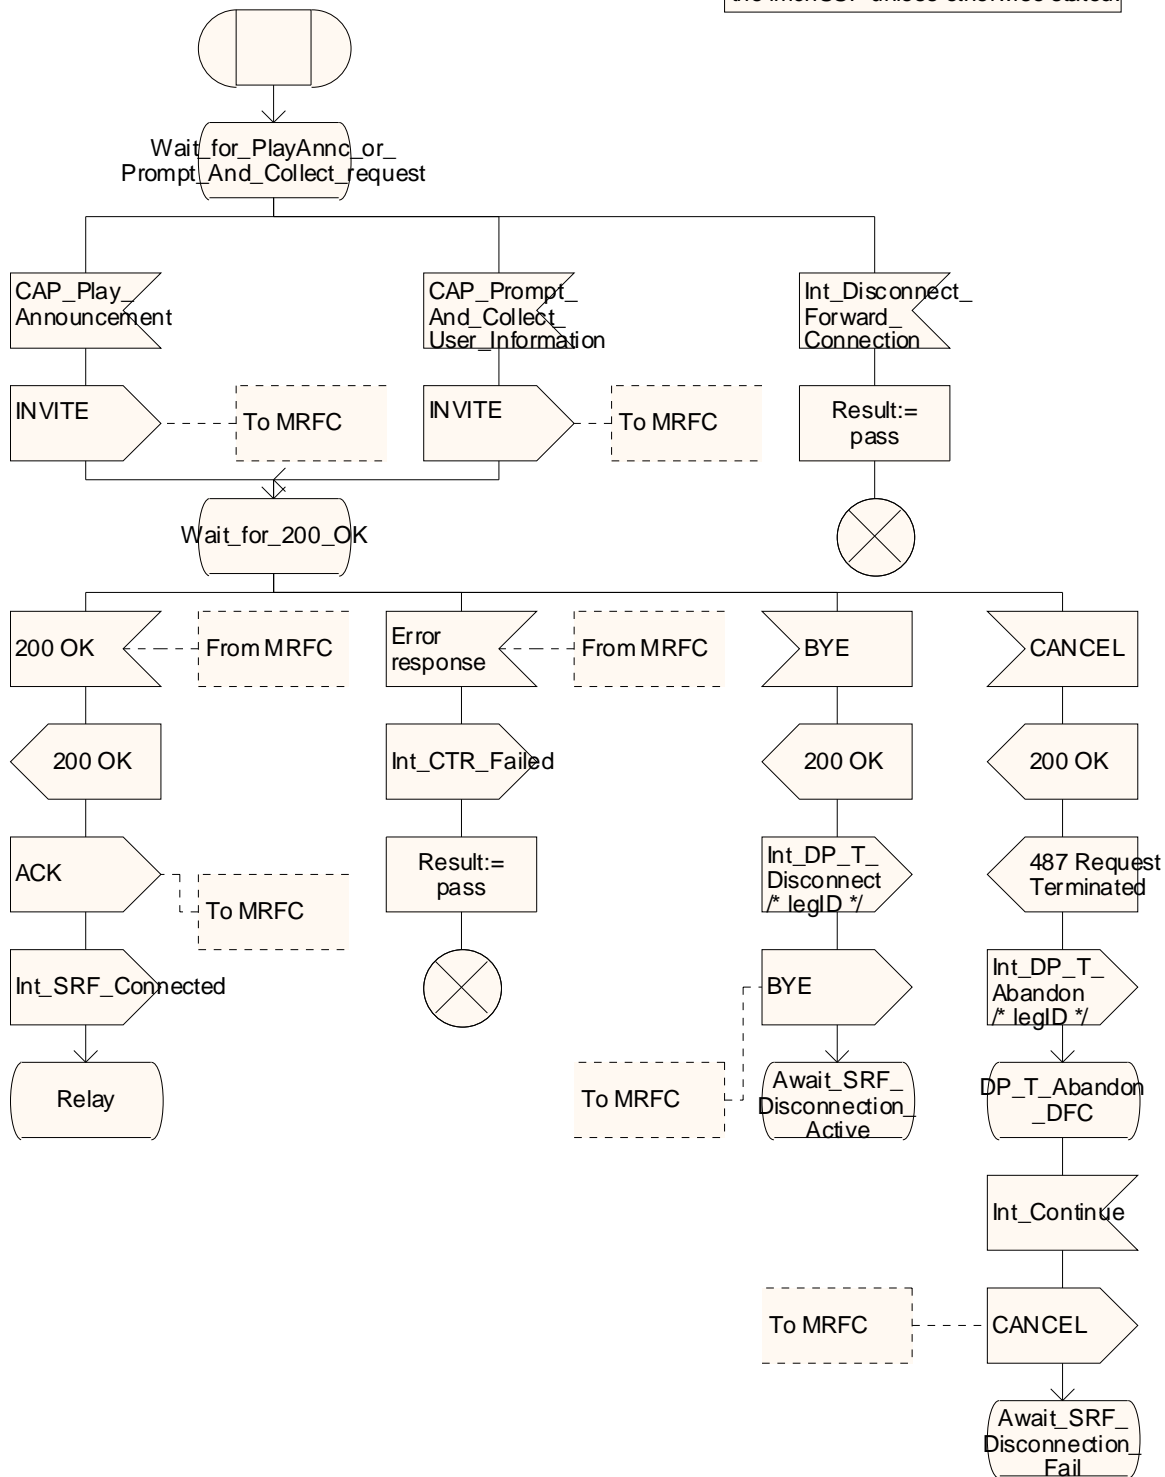 the imcnSSF unless otherwise stated.
Wait_for_PlayAnnc_or_
Prompt_And_Collect_request
CAP_Play_
Announcement
CAP_Prompt_
And_Collect_
User_Information
Int_Disconnect_
Forward_
Connection
INVITE
To MRFC
INVITE
To MRFC
Result:=
pass
Wait_for_200_OK
200 OK
From MRFC
Error
response
From MRFC
BYE
CANCEL
200 OK
Int_CTR_Failed
200 OK
200 OK
ACK
To MRFC
Result:=
pass
Int_DP_T_
Disconnect
/* legID */
487 Request
Terminated
Int_SRF_Connected
BYE
To MRFC
Int_DP_T_
Abandon
/* legID */
Relay
Await_SRF_
Disconnection_
Active
DP_T_Abandon
_DFC
Int_Continue
To MRFC
CANCEL
Await_SRF_
Disconnection_
Fail